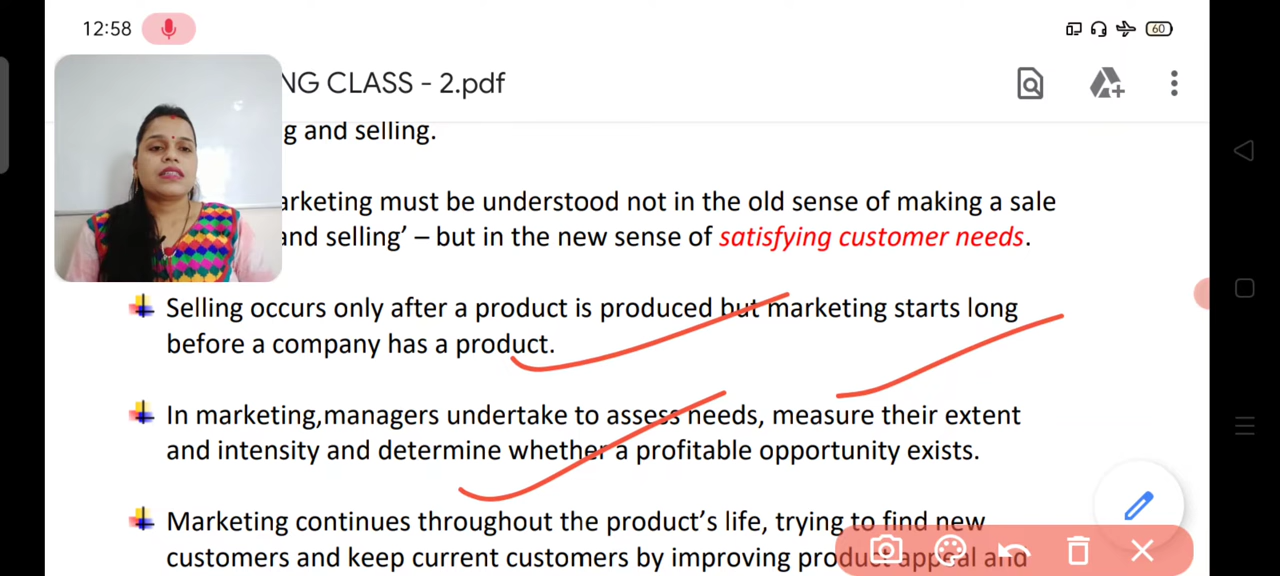 12:58
60
NG CLASS - 2.pdf
g and selling.
arketing must be understood not in the old sense of making a sale
and selling’ – but in the new sense of satisfying customer needs.
Selling occurs only after a product is produced but marketing starts long
before a company has a product.
In marketing,managers undertake to assess needs, measure their extent
and intensity and determine whether a profitable opportunity exists.
Marketing continues throughout the product’s life, trying to find new
customers and keep current customers by improving product appeal and